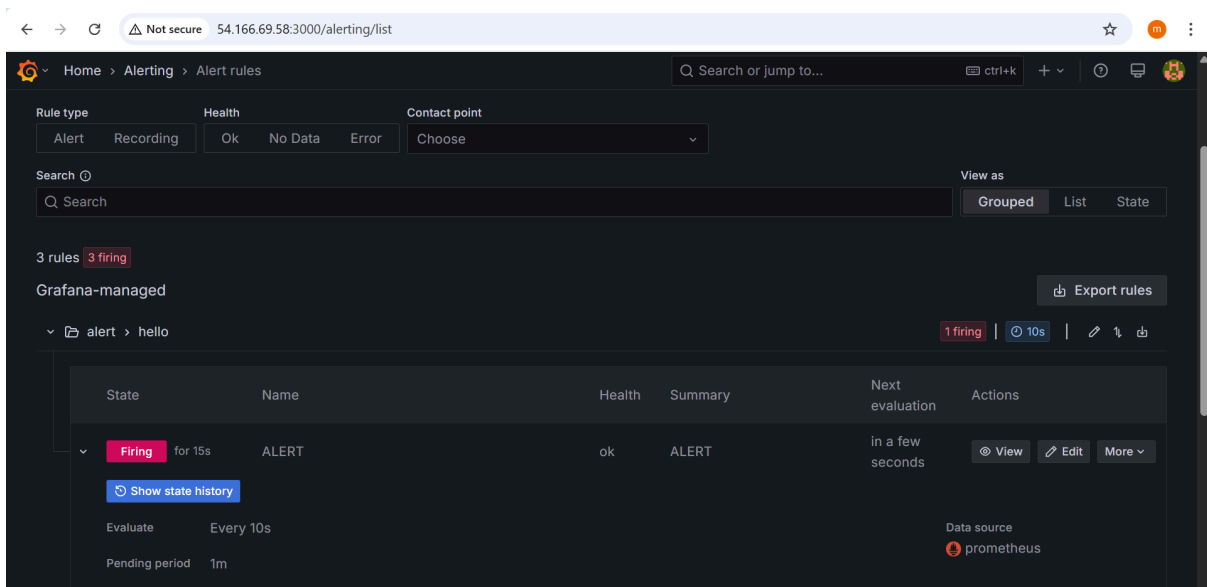 Not secure 54.166.69.58:3000/alerting/list m
Home > Alerting > Alert rules Search or jump to... ctrl+k
Rule type Health Contact point
Alert Recording Ok No Data Error Choose
Search View as
Search Grouped List State
3 rules 3 firing
Grafana-managed Export rules
alert > hello 1 firing 10s
State Name Health Summary Next evaluation Actions
Firing for 15s ALERT ok ALERT in a few seconds View Edit More
Show state history
Evaluate Every 10s Data source
prometheus
Pending period 1m